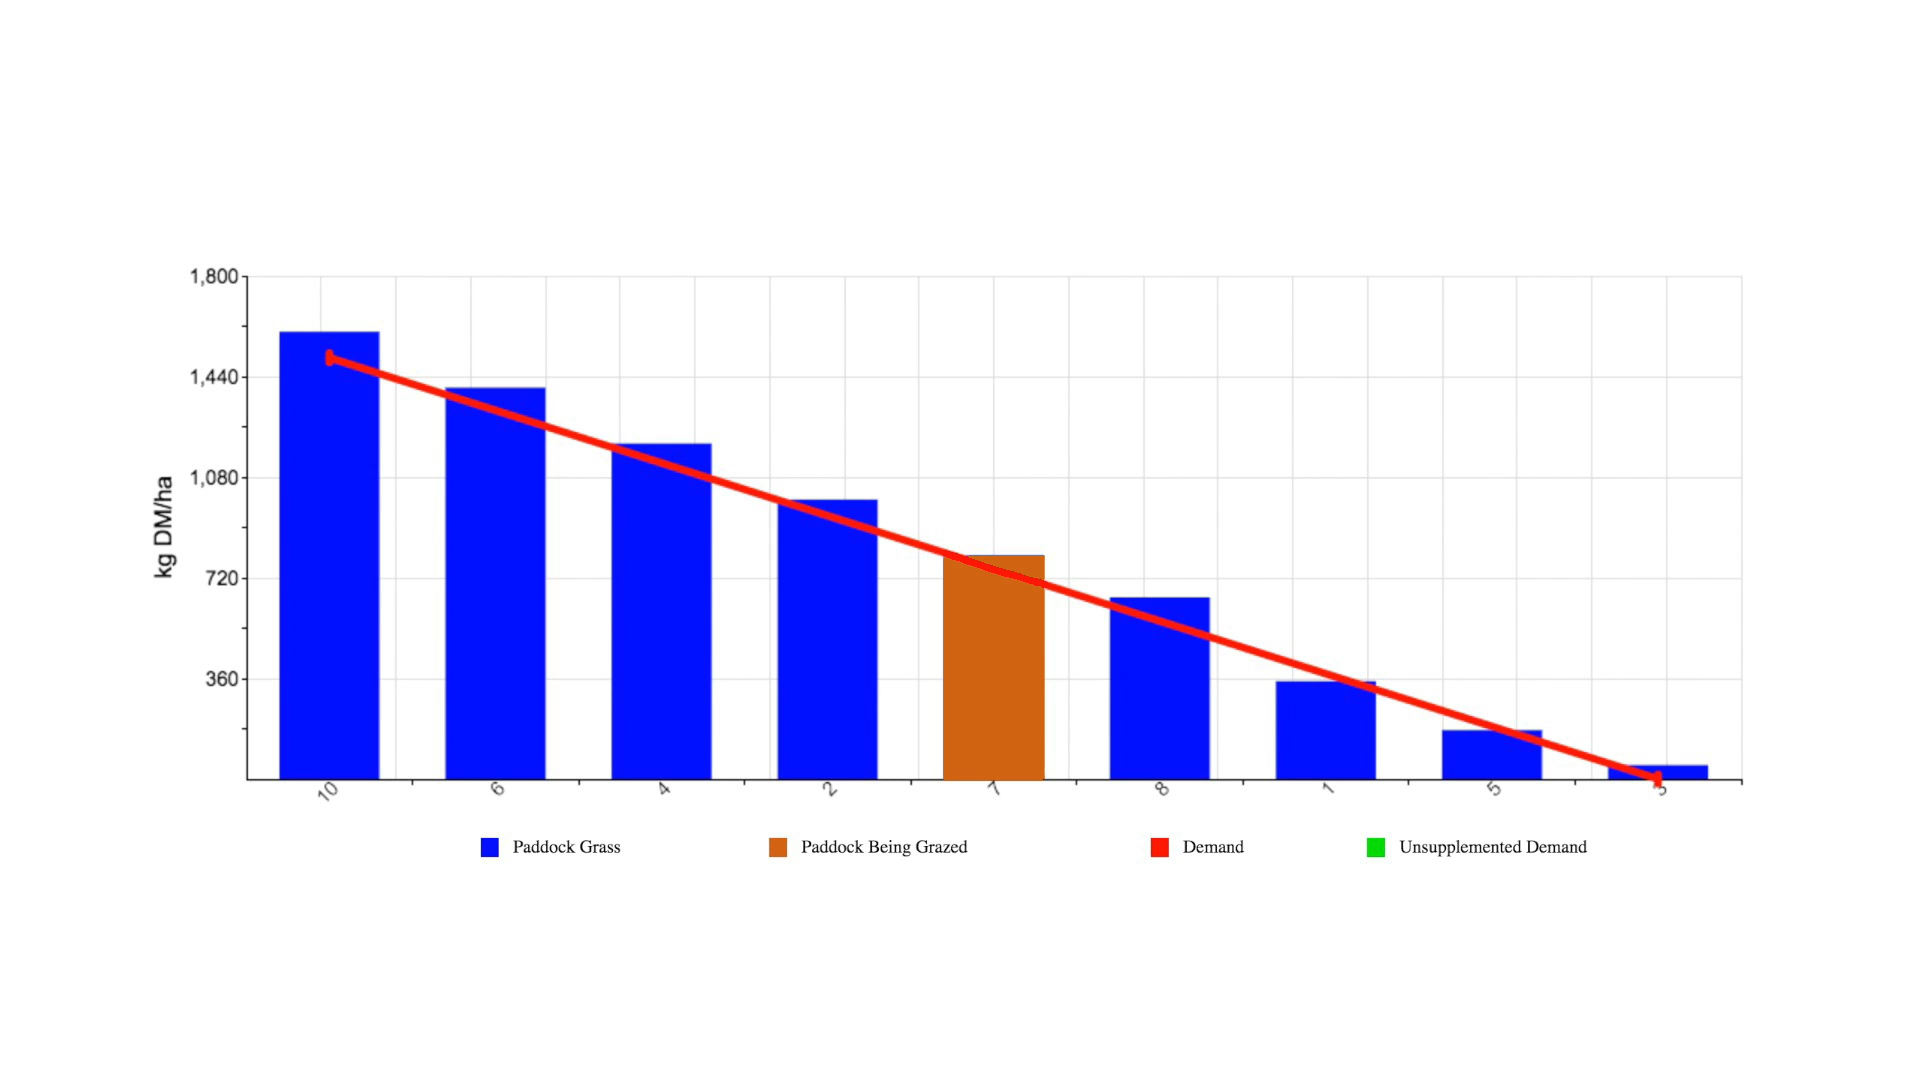 1,800
1,440
1,080
720
360
kg DM/ha
10
6
4
2
7
8
1
5
3
Paddock Grass
Paddock Being Grazed
Demand
Unsupplemented Demand